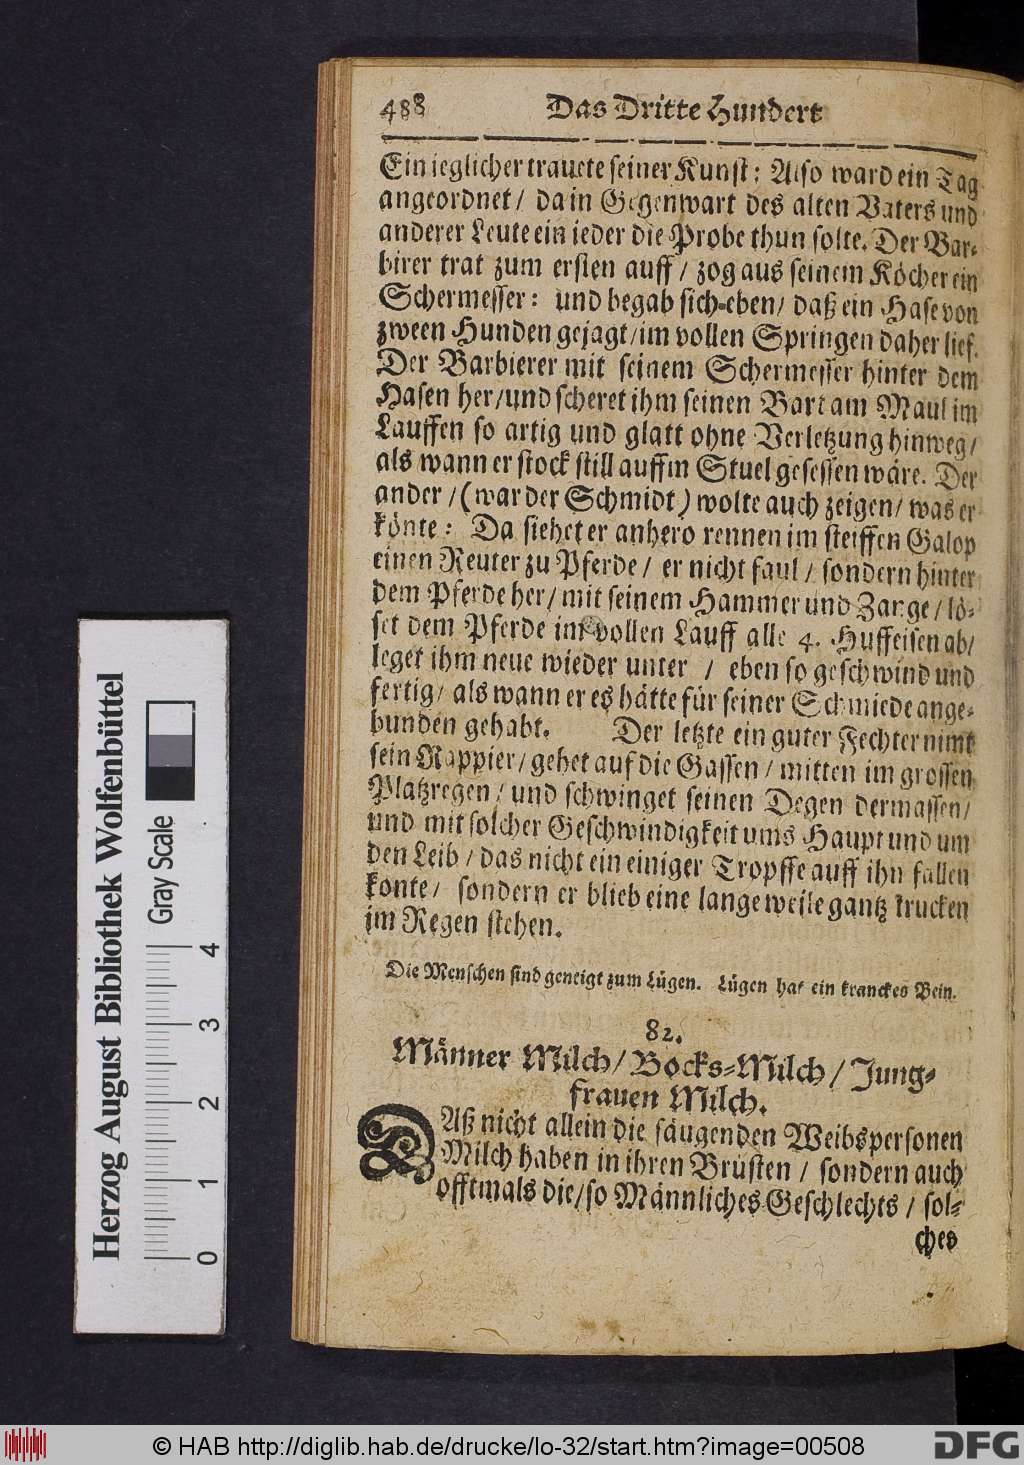 488 Das Dritte Hundert
Ein ieglicher trauete seiner Kunst: Also ward ein Tag
angeordnet / da in Gegenwart des alten Vaters und
anderer Leute ein ieder die Probe thun solte. Der Bar-
birer trat zum ersten auff / zog aus seinem Köcher ein
Schermesser: und begab sich eben / daß ein Hase von
zween Hunden gejagt / im vollen Springen daher lief.
Der Barbierer mit seinem Schermesser hinter dem
Hasen her / und scheret ihm seinen Bart am Maul im
Lauffen so artig und glatt ohne Verletzung hinweg /
als wann er stock still auffm Stuel gesessen wäre. Der
ander / (war der Schmidt) wolte auch zeigen / was er
könte: Da siehet er anhero rennen im steiffen Galop
einen Reuter zu Pferde / er nicht faul / sondern hinter
dem Pferde her / mit seinem Hammer und Zange / lö-
set dem Pferde im vollen Lauff alle 4. Huffeisen ab /
leget ihm neue wieder unter / eben so geschwind und
fertig / als wann er es hätte für seiner Schmiede ange-
bunden gehabt. Der letzte ein guter Fechter nimt
sein Rappier / gehet auf die Gassen / mitten im grossen
Platzregen / und schwinget seinen Degen dermassen /
und mit solcher Geschwindigkeit ums Haupt und um
den Leib / das nicht ein einiger Tropffe auff ihn fallen
konte / sondern er blieb eine lange weile gantz trucken
im Regen stehen.
Die Menschen sind geneigt zum Lügen. Lügen hat ein kranckes Bein.
82.
Männer Milch / Bocks-Milch / Jung-
frauen Milch.
DAß nicht allein die säugenden Weibspersonen
Milch haben in ihren Brüsten / sondern auch
offtmals die / so Männliches Geschlechts / sol-
ches
Herzog August Bibliothek Wolfenbüttel
Gray Scale
0 1 2 3 4
© HAB http://diglib.hab.de/drucke/lo-32/start.htm?image=00508
DFG